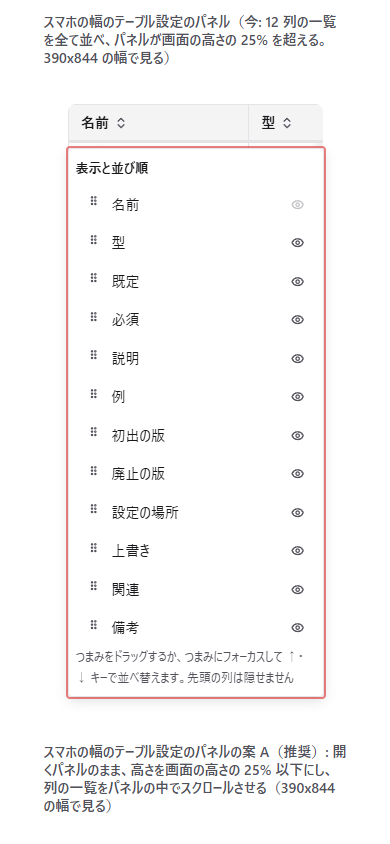 スマホの幅のテーブル設定のパネル（今: 12 列の一覧
を全て並べ、パネルが画面の高さの 25% を超える。
390x844 の幅で見る）
名前 型
表示と並び順
名前
型
既定
必須
説明
例
初出の版
廃止の版
設定の場所
上書き
関連
備考
つまみをドラッグするか、つまみにフォーカスして ↑・
↓ キーで並べ替えます。先頭の列は隠せません
スマホの幅のテーブル設定のパネルの案 A（推奨）: 開
くパネルのまま、高さを画面の高さの 25% 以下にし、
列の一覧をパネルの中でスクロールさせる（390x844
の幅で見る）